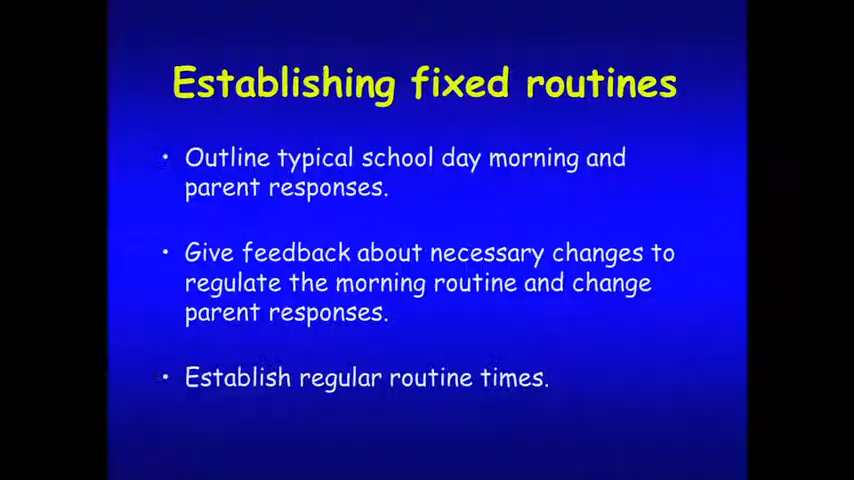 Establishing fixed routines
• Outline typical school day morning and
parent responses.
• Give feedback about necessary changes to
regulate the morning routine and change
parent responses.
• Establish regular routine times.